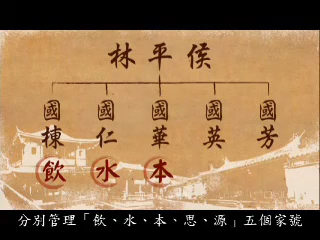 林平侯
國棟 國仁 國華 國英 國芳
飲 水 本
分別管理「飲、水、本、思、源」五個家號